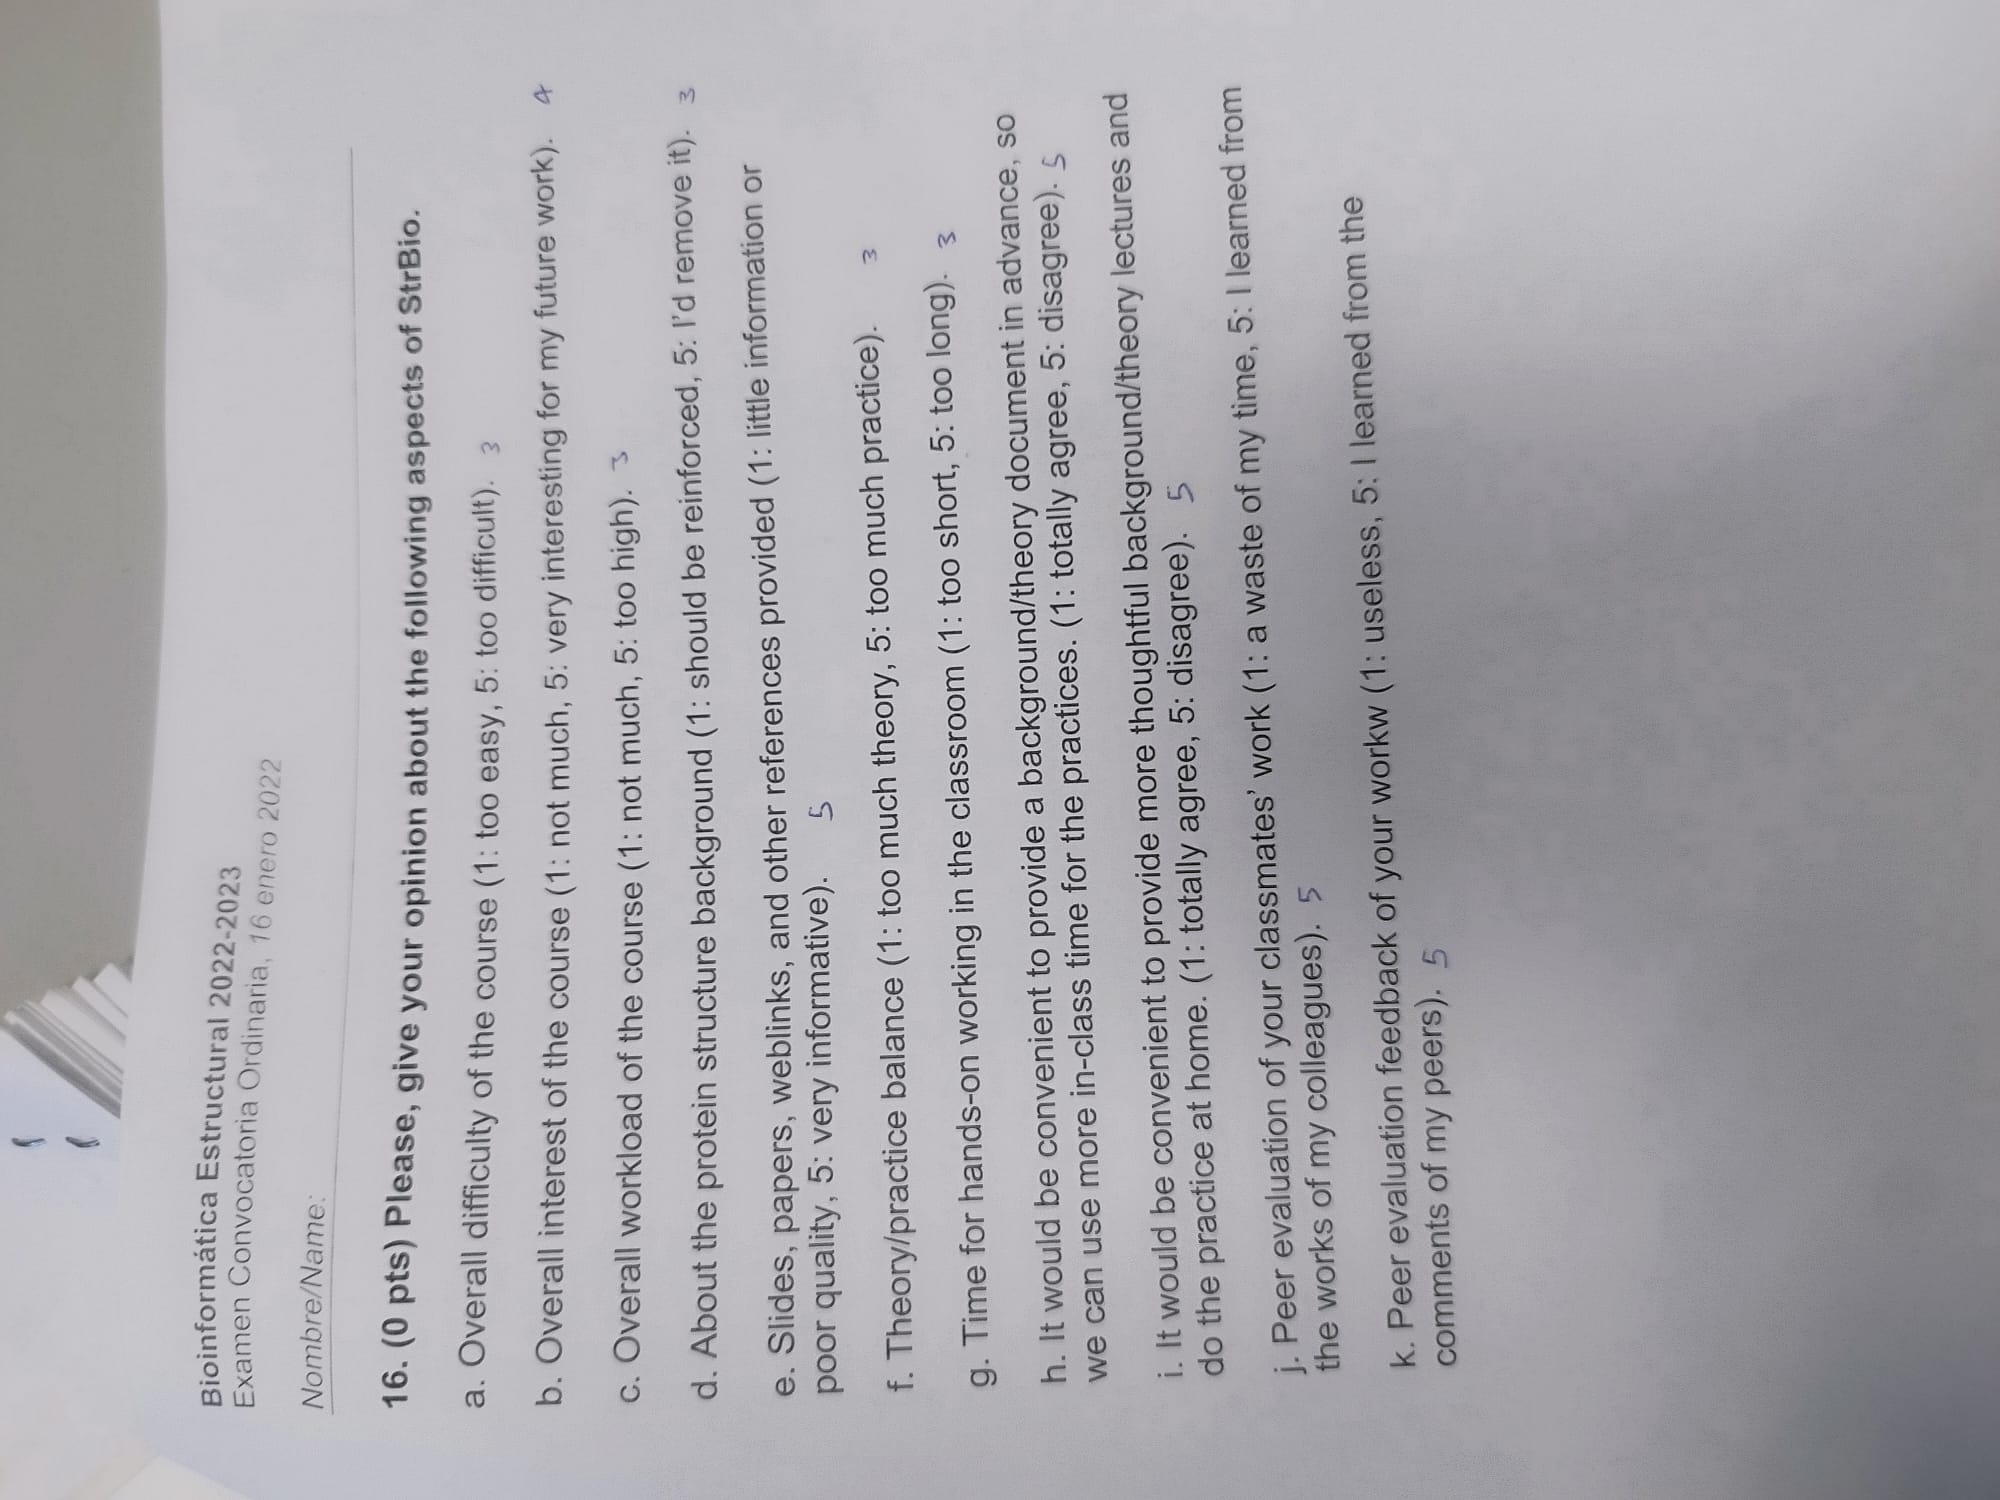 Bioinformática Estructural 2022-2023
Examen Convocatoria Ordinaria, 16 enero 2022
Nombre/Name:
16. (0 pts) Please, give your opinion about the following aspects of StrBio.
a. Overall difficulty of the course (1: too easy, 5: too difficult). 3
b. Overall interest of the course (1: not much, 5: very interesting for my future work). 4
c. Overall workload of the course (1: not much, 5: too high). 3
d. About the protein structure background (1: should be reinforced, 5: I'd remove it). 3
e. Slides, papers, weblinks, and other references provided (1: little information or
poor quality, 5: very informative). 5
f. Theory/practice balance (1: too much theory, 5: too much practice). 3
g. Time for hands-on working in the classroom (1: too short, 5: too long). 3
h. It would be convenient to provide a background/theory document in advance, so
we can use more in-class time for the practices. (1: totally agree, 5: disagree). 5
i. It would be convenient to provide more thoughtful background/theory lectures and
do the practice at home. (1: totally agree, 5: disagree). 5
j. Peer evaluation of your classmates' work (1: a waste of my time, 5: I learned from
the works of my colleagues). 5
k. Peer evaluation feedback of your workw (1: useless, 5: I learned from the
comments of my peers). 5